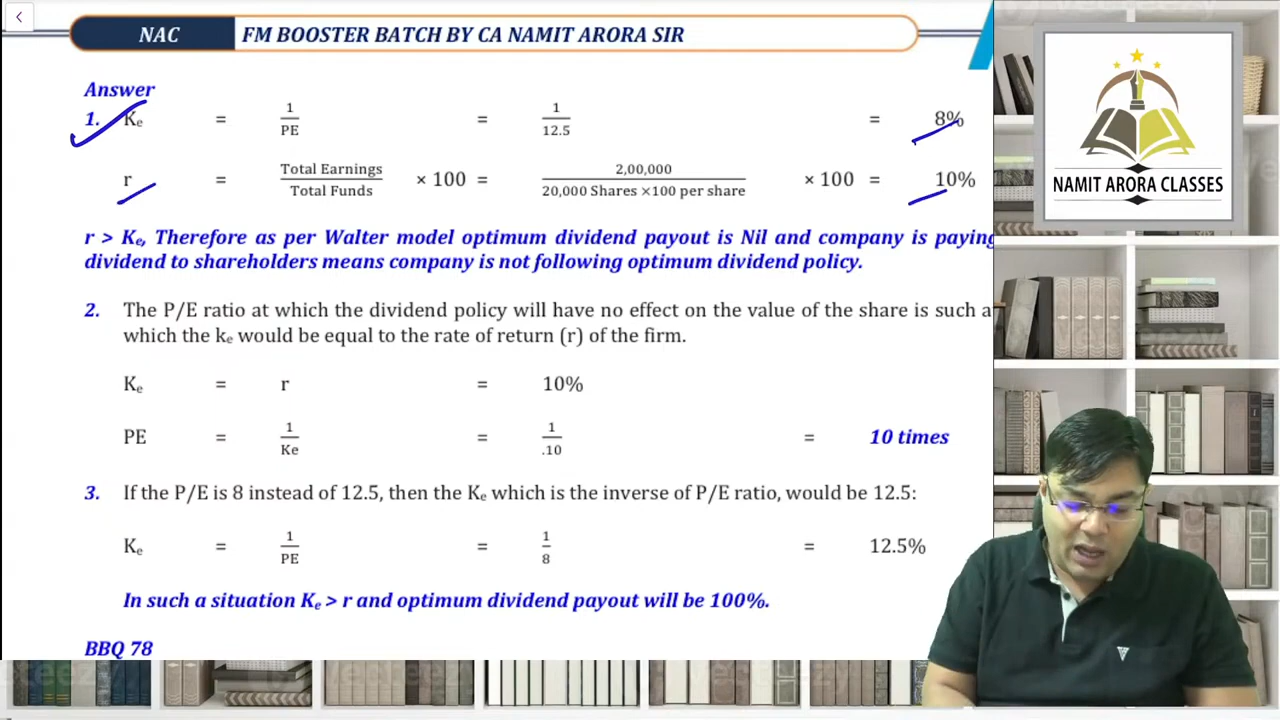 NAC FM BOOSTER BATCH BY CA NAMIT ARORA SIR
Answer
1. Ke = 1/PE = 1/12.5 = 8%
r = Total Earnings/Total Funds × 100 = 2,00,000/20,000 Shares ×100 per share × 100 = 10%
r > Ke, Therefore as per Walter model optimum dividend payout is Nil and company is paying
dividend to shareholders means company is not following optimum dividend policy.
2. The P/E ratio at which the dividend policy will have no effect on the value of the share is such a
which the ke would be equal to the rate of return (r) of the firm.
Ke = r = 10%
PE = 1/Ke = 1/.10 = 10 times
3. If the P/E is 8 instead of 12.5, then the Ke which is the inverse of P/E ratio, would be 12.5:
Ke = 1/PE = 1/8 = 12.5%
In such a situation Ke > r and optimum dividend payout will be 100%.
BBQ 78
NAMIT ARORA CLASSES